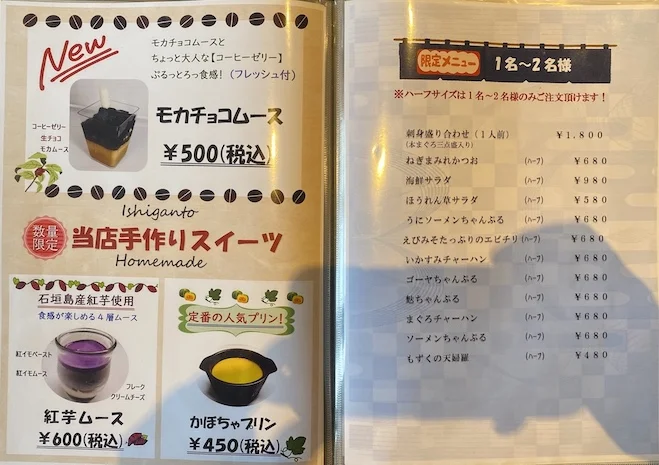 New
モカチョコムースと
ちょっと大人な【コーヒーゼリー】
ぷるっとろっ食感！（フレッシュ付）
コーヒーゼリー
生チョコ
モカムース
モカチョコムース
￥500(税込)
Ishiganto
数量
限定
当店手作りスイーツ
Homemade
石垣島産紅芋使用
食感が楽しめる４層ムース
紅イモペースト
紅イモムース
フレーク
クリームチーズ
紅芋ムース
￥600(税込)
定番の人気プリン!
かぼちゃプリン
￥450(税込)
限定メニュー 1名～2名様
※ハーフサイズは１名～２名様のみご注文頂けます！
刺身盛り合わせ（１人前） ￥1.800
（本まぐろ三点盛入り）
ねぎまみれかつお （ﾊｰﾌ） ￥680
海鮮サラダ （ﾊｰﾌ） ￥980
ほうれん草サラダ （ﾊｰﾌ） ￥580
うにソーメンちゃんぷる （ﾊｰﾌ） ￥680
えびみそたっぷりのエビチリ（ﾊｰﾌ） ￥680
いかすみチャーハン （ﾊｰﾌ） ￥680
ゴーヤちゃんぷる （ﾊｰﾌ） ￥680
麩ちゃんぷる （ﾊｰﾌ） ￥680
まぐろチャーハン （ﾊｰﾌ） ￥680
ソーメンちゃんぷる （ﾊｰﾌ） ￥680
もずくの天麩羅 （ﾊｰﾌ） ￥480